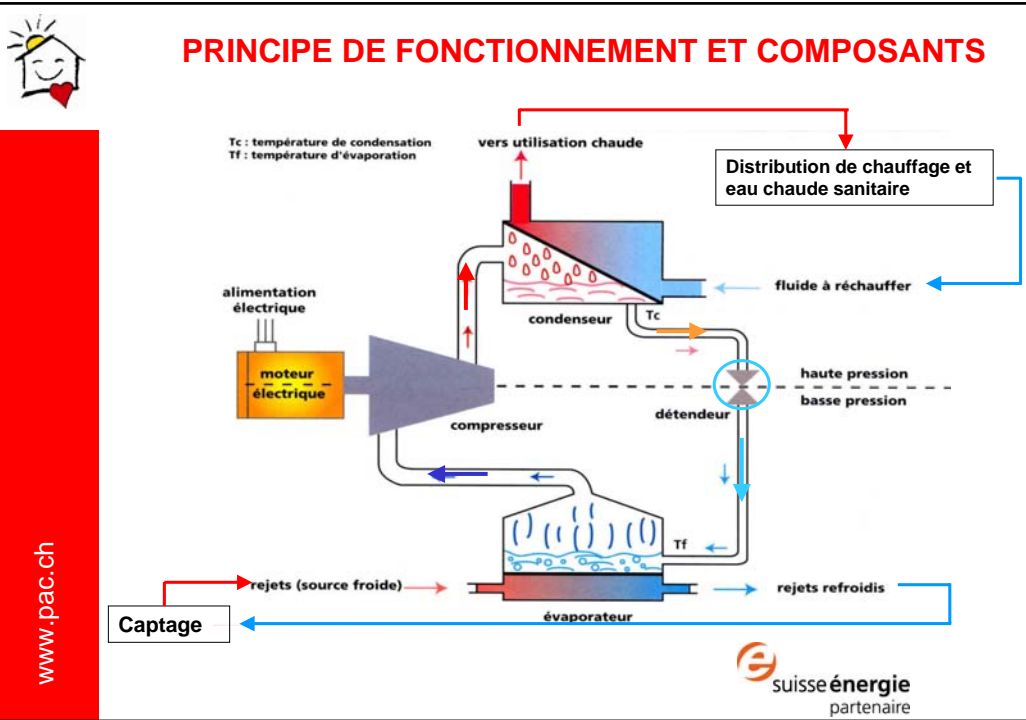 PRINCIPE DE FONCTIONNEMENT ET COMPOSANTS
Tc : température de condensation
Tf : température d'évaporation
vers utilisation chaude
Distribution de chauffage et
eau chaude sanitaire
fluide à réchauffer
alimentation
électrique
condenseur
Tc
moteur
électrique
haute pression
basse pression
détendeur
compresseur
Tf
rejets (source froide)
rejets refroidis
évaporateur
Captage
www.pac.ch
suisseénergie
partenaire